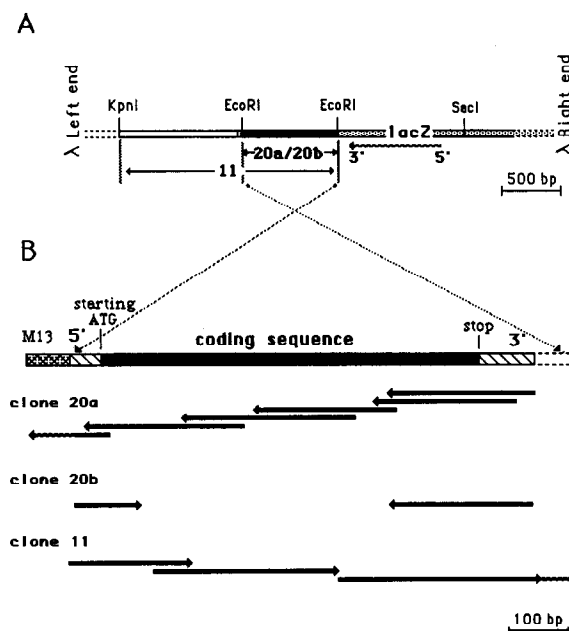 A
λ Left end
KpnI
EcoRI
EcoRI
lacZ
SacI
λ Right end
20a/20b
3'
5'
11
500 bp
B
starting
ATG
M13
5'
coding sequence
stop
3'
clone 20a
clone 20b
clone 11
100 bp